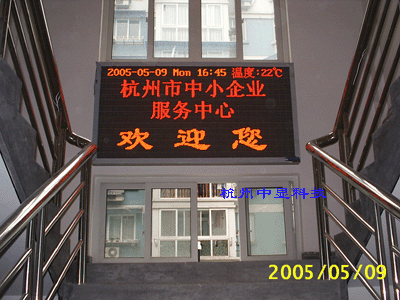 2005-05-09 Mon 16:45 温度:22℃
杭州市中小企业
服务中心
欢迎您
杭州中显科技
2005/05/09